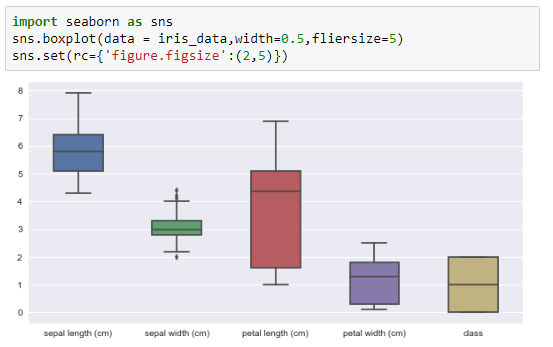 import seaborn as sns
sns.boxplot(data = iris_data,width=0.5,fliersize=5)
sns.set(rc={'figure.figsize':(2,5)})
8
7
6
5
4
3
2
1
0
sepal length (cm) sepal width (cm) petal length (cm) petal width (cm) class